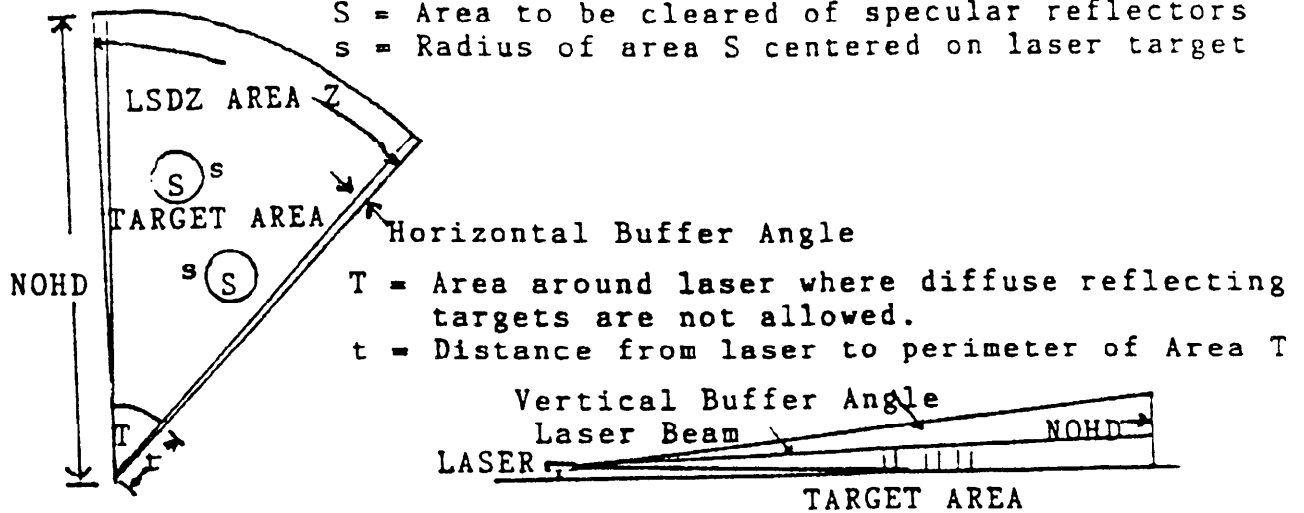 S = Area to be cleared of specular reflectors
s = Radius of area S centered on laser target
LSDZ AREA Z
S s
TARGET AREA
Horizontal Buffer Angle
s S
NOHD
T = Area around laser where diffuse reflecting
targets are not allowed.
t = Distance from laser to perimeter of Area T
T
t
Vertical Buffer Angle
Laser Beam
NOHD
LASER
TARGET AREA